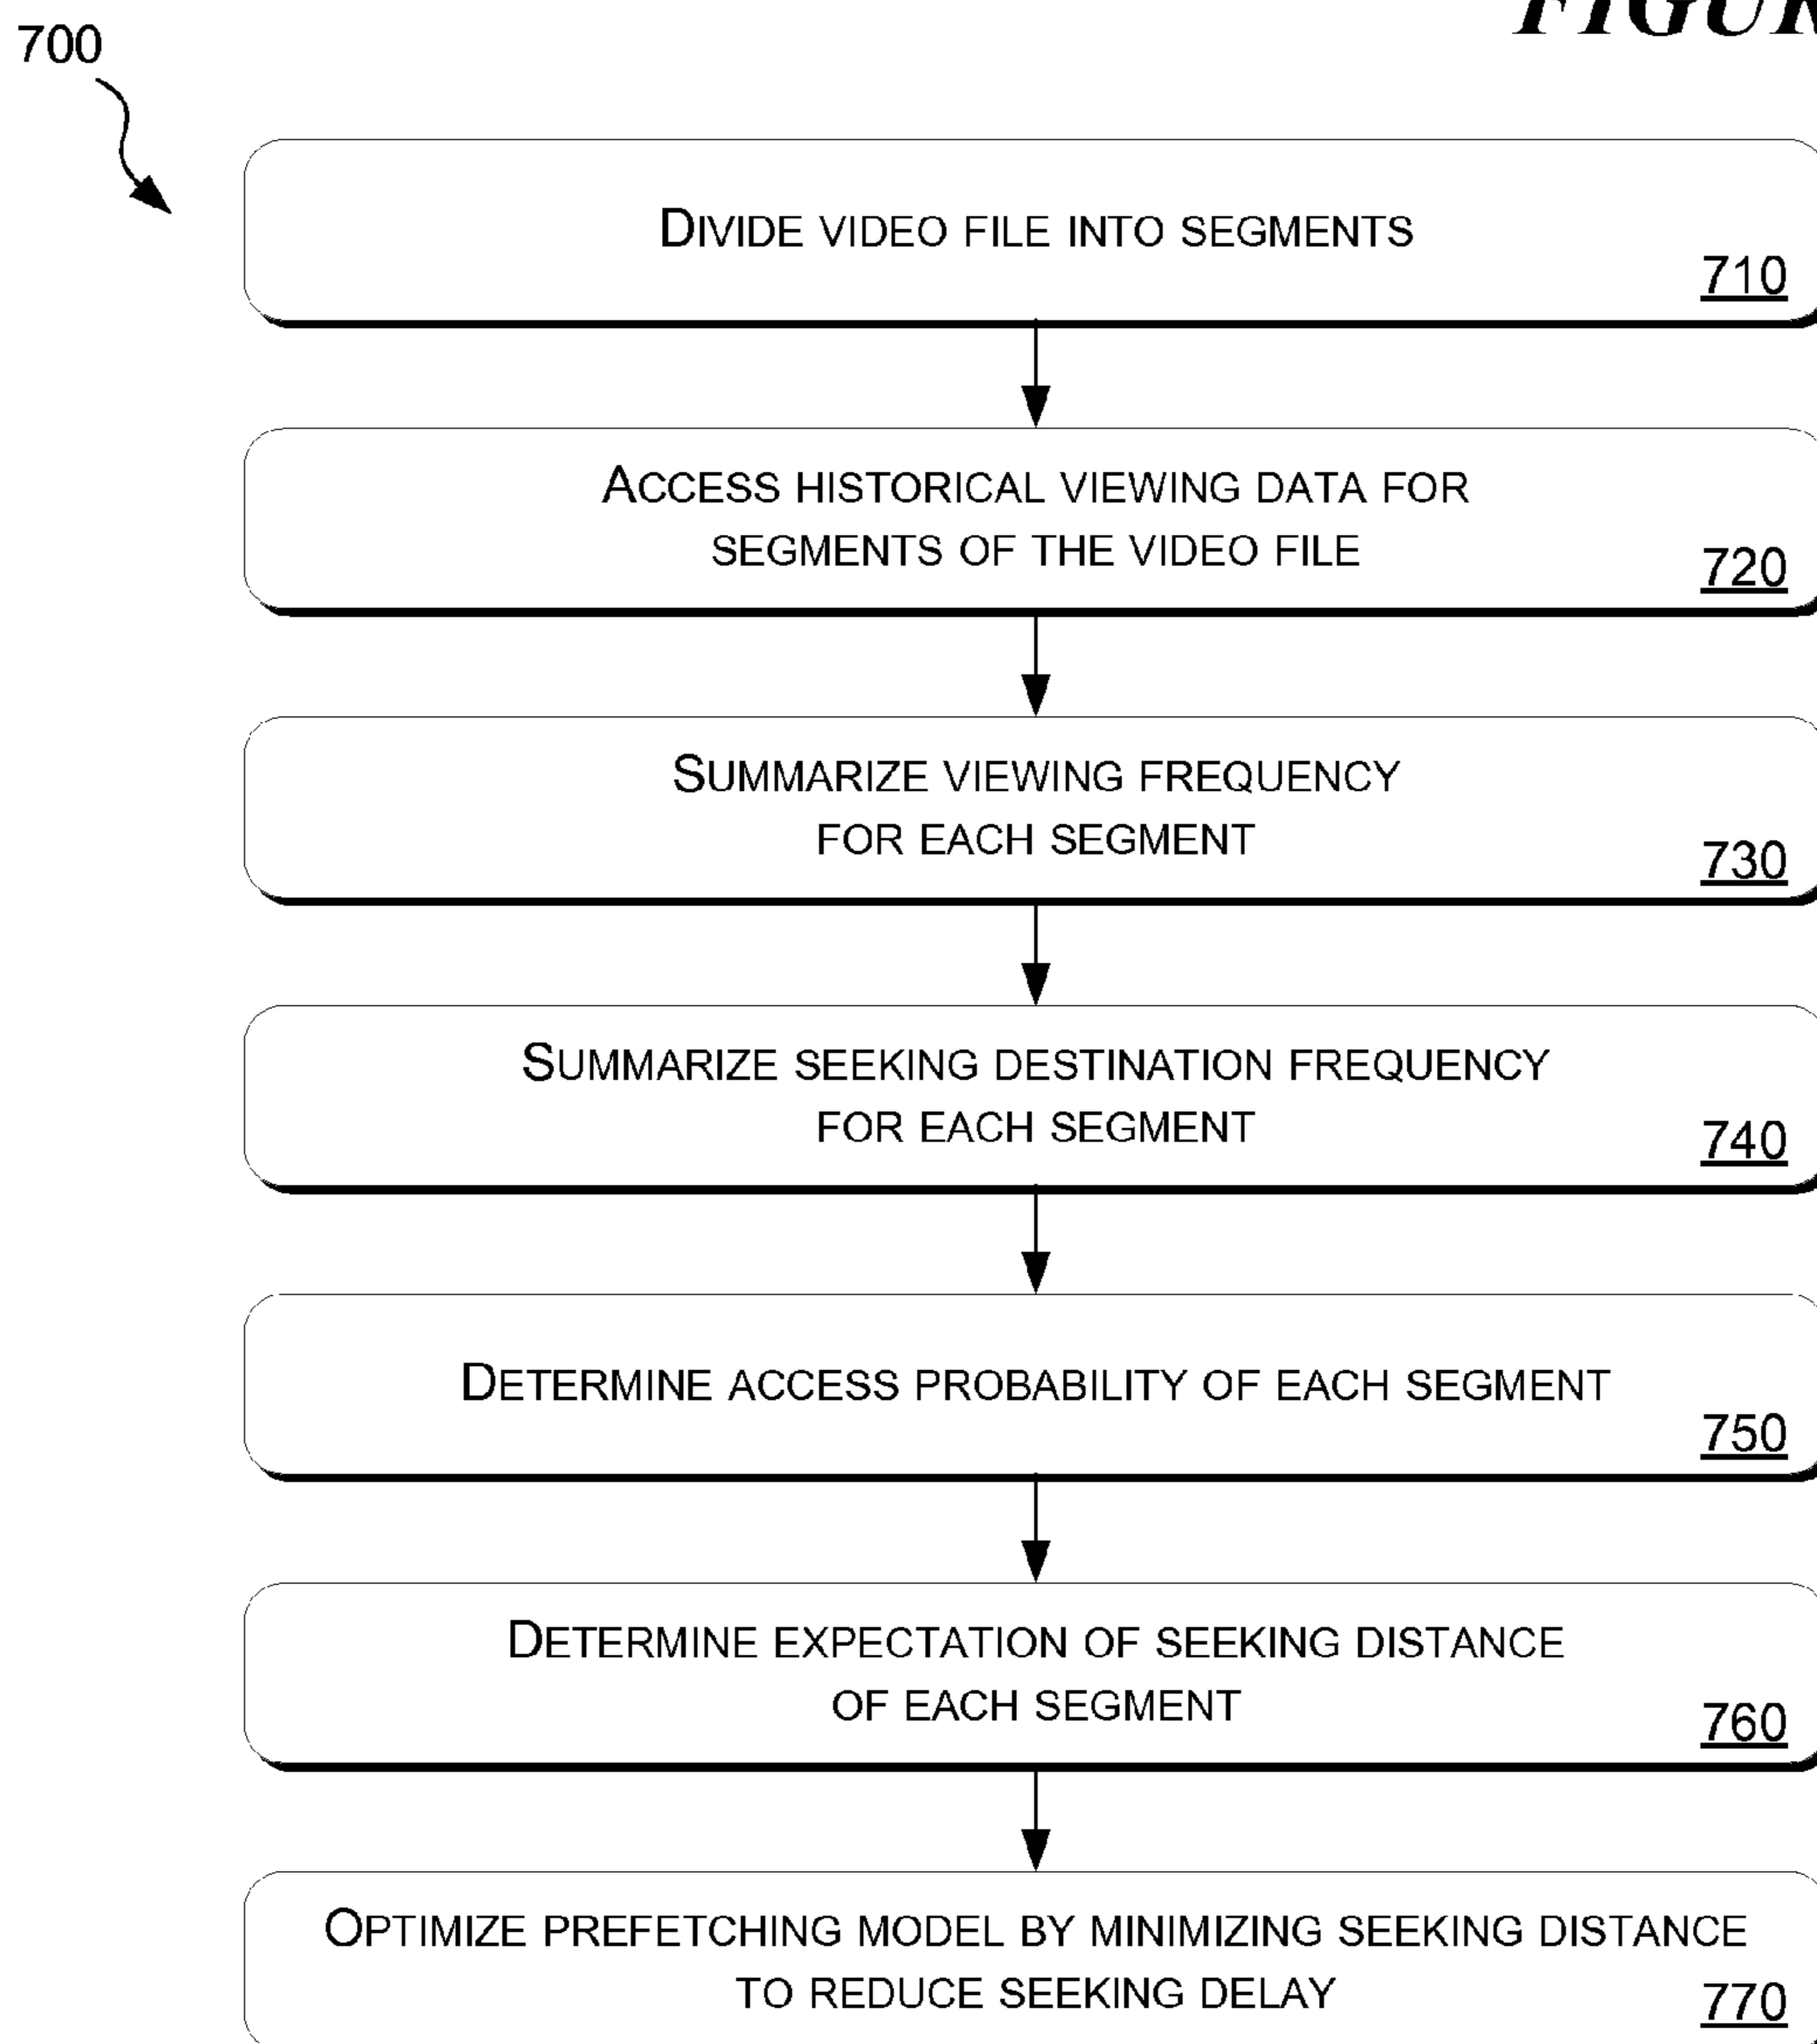 700
DIVIDE VIDEO FILE INTO SEGMENTS
710
ACCESS HISTORICAL VIEWING DATA FOR
SEGMENTS OF THE VIDEO FILE
720
SUMMARIZE VIEWING FREQUENCY
FOR EACH SEGMENT
730
SUMMARIZE SEEKING DESTINATION FREQUENCY
FOR EACH SEGMENT
740
DETERMINE ACCESS PROBABILITY OF EACH SEGMENT
750
DETERMINE EXPECTATION OF SEEKING DISTANCE
OF EACH SEGMENT
760
OPTIMIZE PREFETCHING MODEL BY MINIMIZING SEEKING DISTANCE
TO REDUCE SEEKING DELAY
770